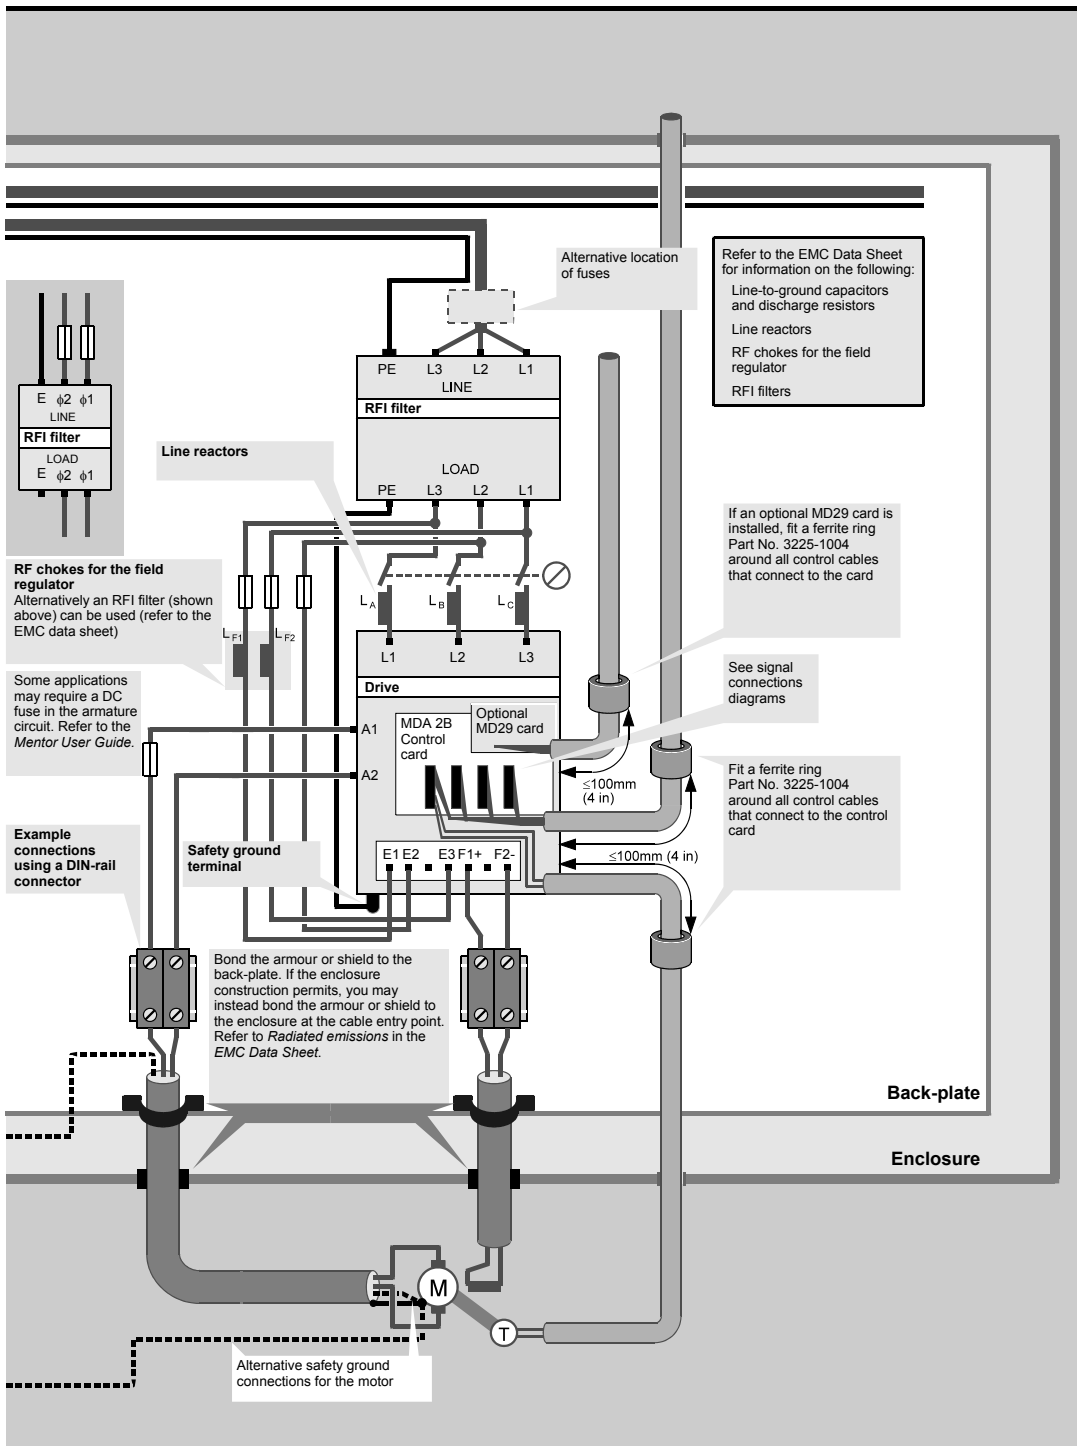 Alternative location
of fuses
Refer to the EMC Data Sheet
for information on the following:
Line-to-ground capacitors
and discharge resistors
Line reactors
RF chokes for the field
regulator
RFI filters
PE L3 L2 L1
LINE
RFI filter
LOAD
PE L3 L2 L1
E ϕ2 ϕ1
LINE
RFI filter
LOAD
E ϕ2 ϕ1
Line reactors
If an optional MD29 card is
installed, fit a ferrite ring
Part No. 3225-1004
around all control cables
that connect to the card
RF chokes for the field
regulator
Alternatively an RFI filter (shown
above) can be used (refer to the
EMC data sheet)
LA LB LC
LF1 LF2
L1 L2 L3
Drive
See signal
connections
diagrams
Some applications
may require a DC
fuse in the armature
circuit. Refer to the
Mentor User Guide.
A1
A2
MDA 2B
Control
card
Optional
MD29 card
≤100mm
(4 in)
Fit a ferrite ring
Part No. 3225-1004
around all control cables
that connect to the control
card
≤100mm (4 in)
Example
connections
using a DIN-rail
connector
Safety ground
terminal
E1 E2 E3 F1+ F2-
Bond the armour or shield to the
back-plate. If the enclosure
construction permits, you may
instead bond the armour or shield to
the enclosure at the cable entry point.
Refer to Radiated emissions in the
EMC Data Sheet.
Back-plate
Enclosure
M
T
Alternative safety ground
connections for the motor